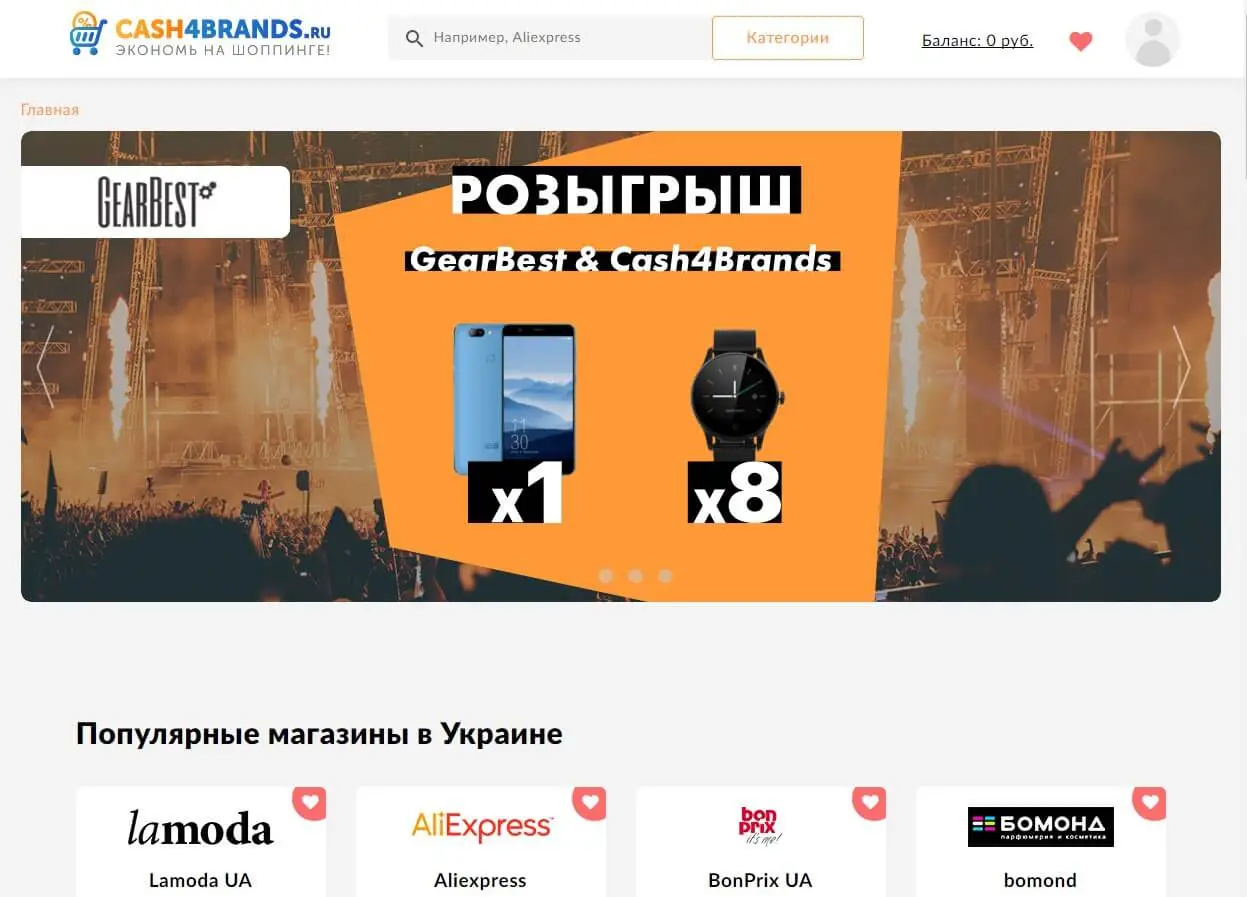 CASH4BRANDS.RU
ЭКОНОМЬ НА ШОППИНГЕ!
Например, Aliexpress
Категории
Баланс: 0 руб.
Главная
GEARBEST
РОЗЫГРЫШ
GearBest & Cash4Brands
11
30
x1
x8
Популярные магазины в Украине
lamoda
AliExpress
bon
prix
it's me!
БОМОНД
парфюмерия и косметика
Lamoda UA
Aliexpress
BonPrix UA
bomond